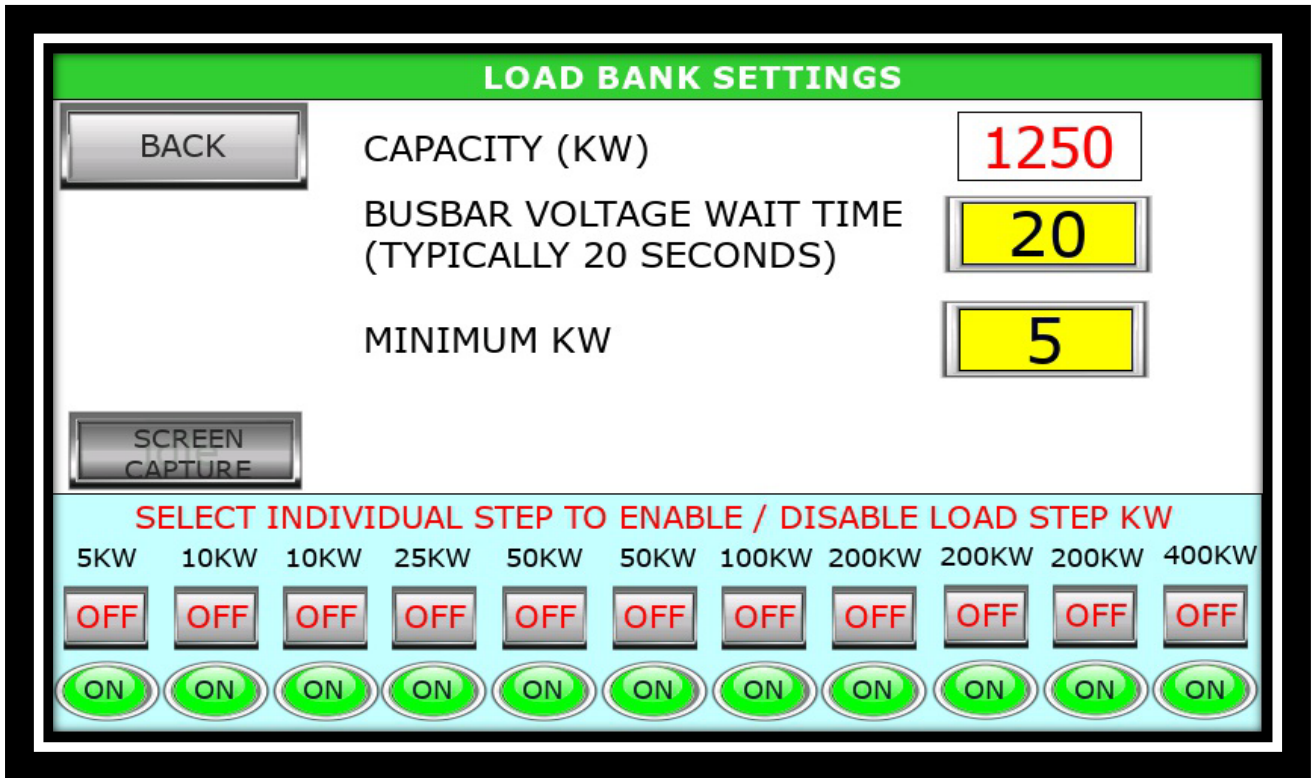 LOAD BANK SETTINGS
BACK
CAPACITY (KW)
1250
BUSBAR VOLTAGE WAIT TIME
(TYPICALLY 20 SECONDS)
20
MINIMUM KW
5
SCREEN
CAPTURE
Idle
SELECT INDIVIDUAL STEP TO ENABLE / DISABLE LOAD STEP KW
5KW 10KW 10KW 25KW 50KW 50KW 100KW 200KW 200KW 200KW 400KW
OFF OFF OFF OFF OFF OFF OFF OFF OFF OFF OFF
ON ON ON ON ON ON ON ON ON ON ON